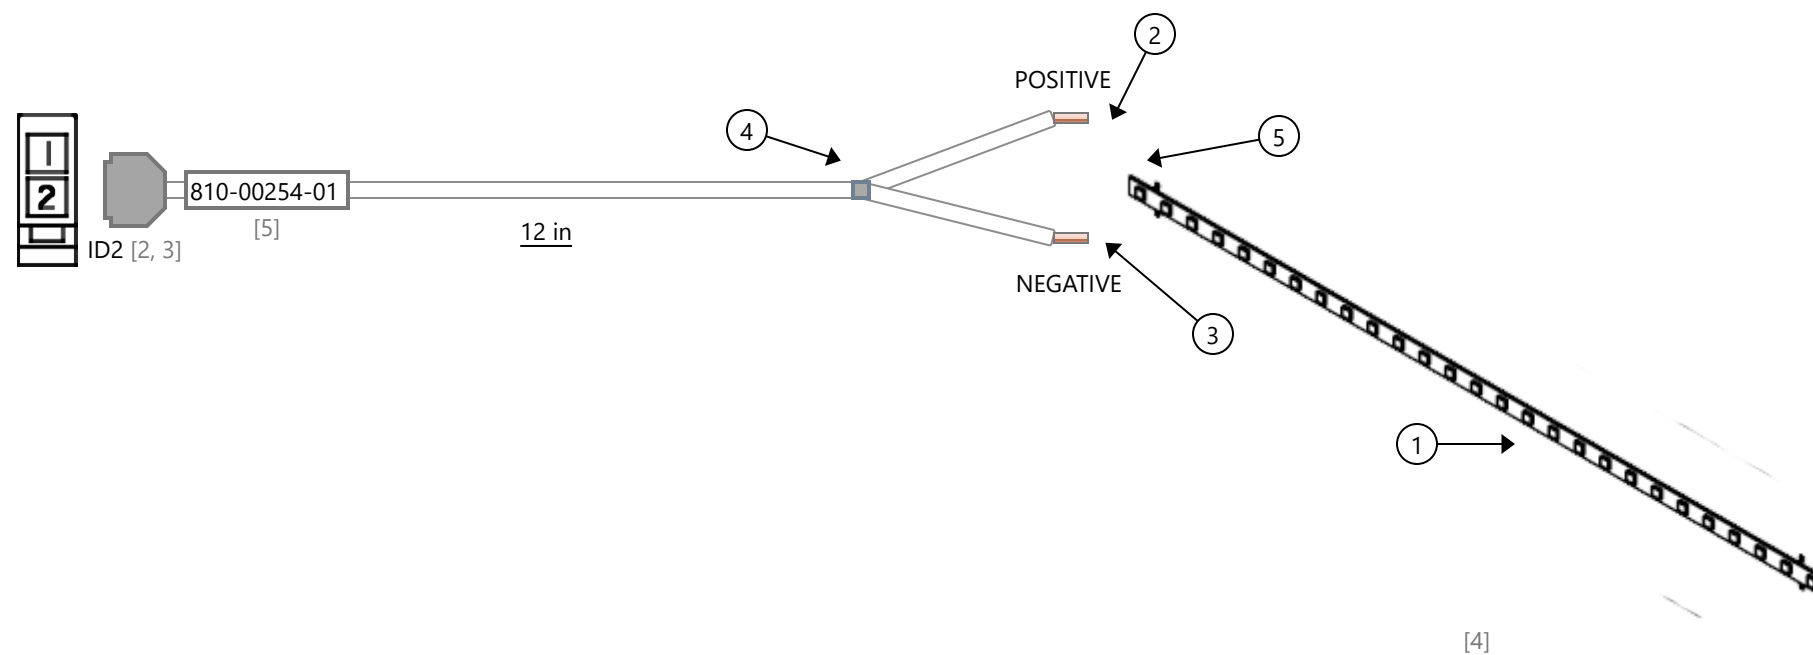 2
POSITIVE
4
5
1
2
810-00254-01
[5]
12 in
ID2 [2, 3]
NEGATIVE
3
1
[4]